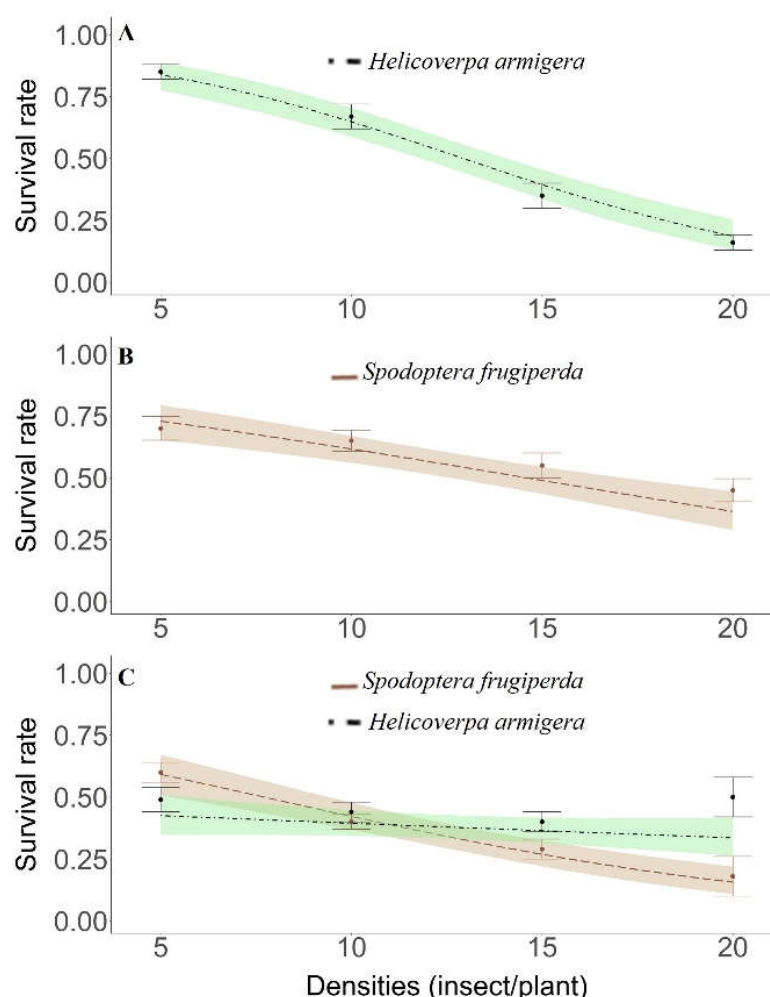 A
Helicoverpa armigera
Survival rate
1.00
0.75
0.50
0.25
0.00
5 10 15 20
B
Spodoptera frugiperda
Survival rate
1.00
0.75
0.50
0.25
0.00
5 10 15 20
C
Spodoptera frugiperda
Helicoverpa armigera
Survival rate
1.00
0.75
0.50
0.25
0.00
5 10 15 20
Densities (insect/plant)